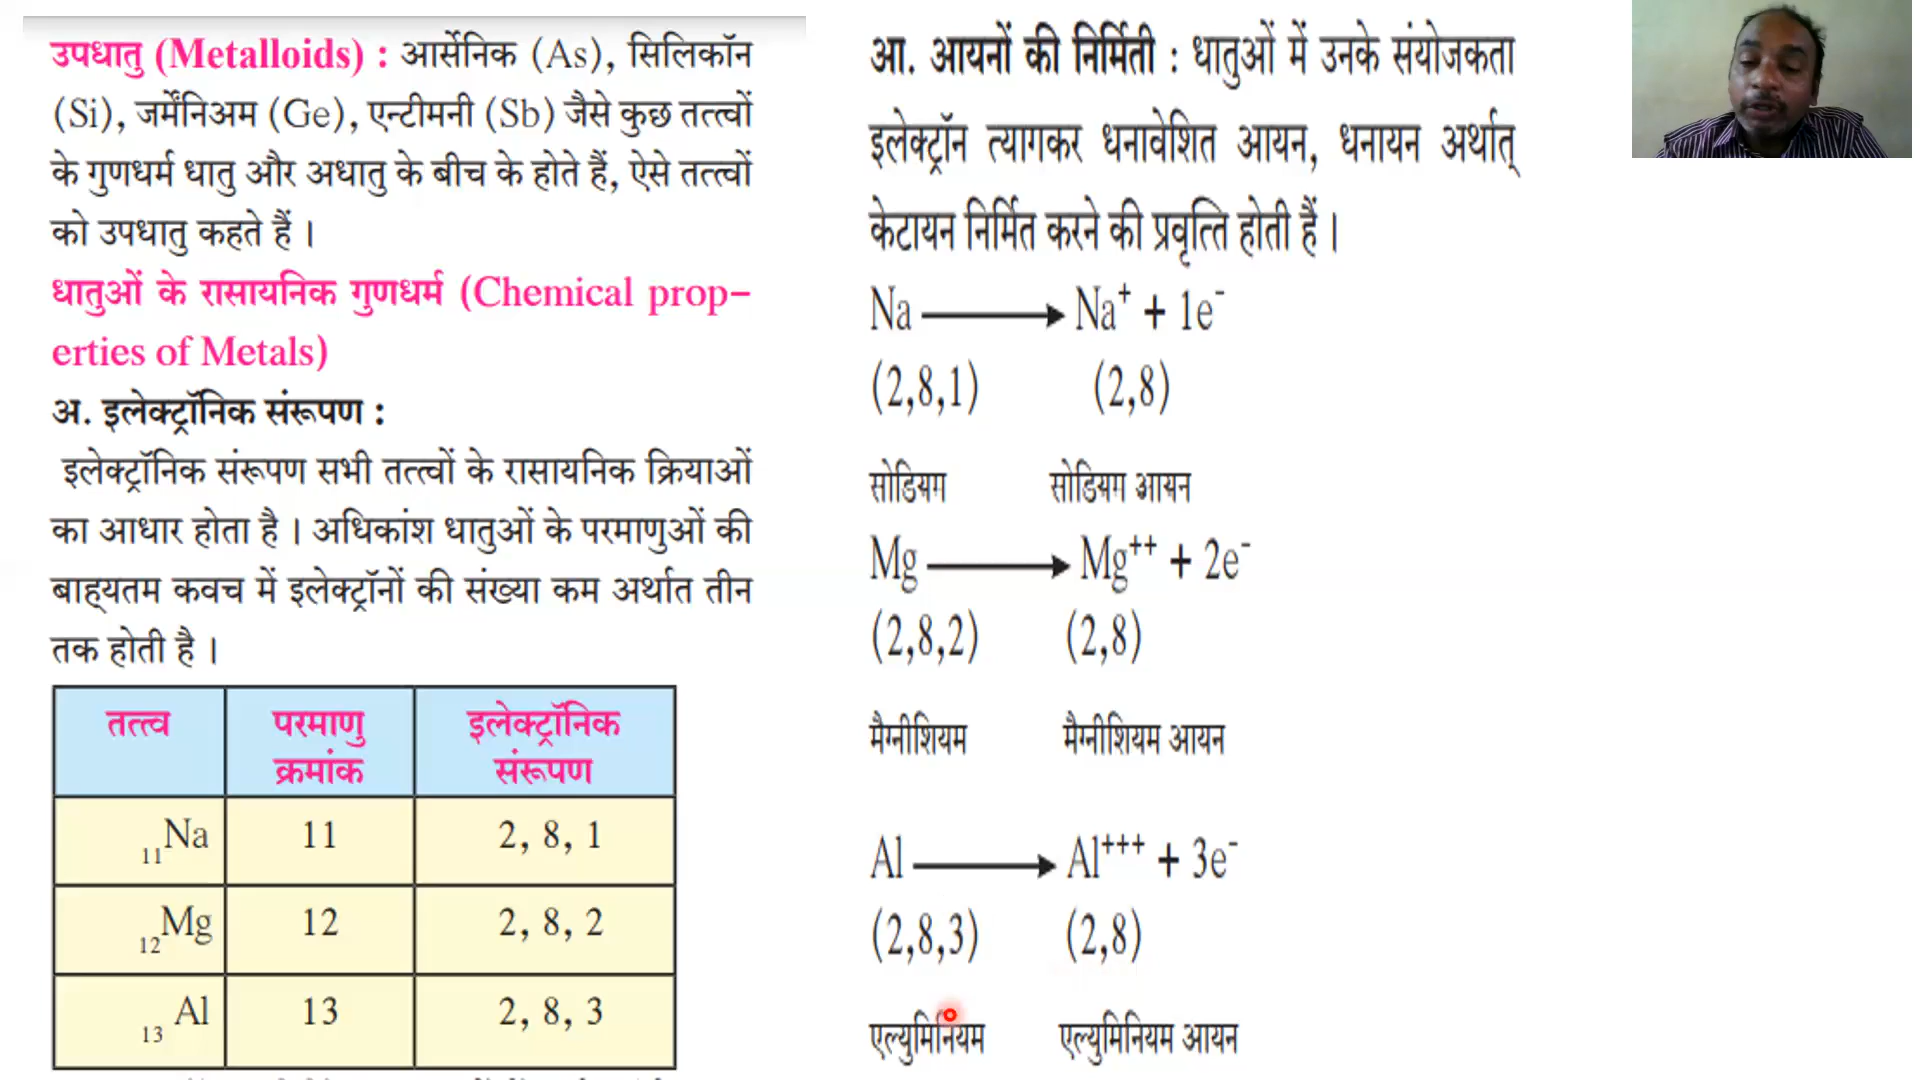 उपधातु (Metalloids) : आर्सेनिक (As), सिलिकॉन
(Si), जर्मेनिअम (Ge), एन्टीमनी (Sb) जैसे कुछ तत्त्वों
के गुणधर्म धातु और अधातु के बीच के होते हैं, ऐसे तत्त्वों
को उपधातु कहते हैं ।
धातुओं के रासायनिक गुणधर्म (Chemical prop-
erties of Metals)
अ. इलेक्ट्रॉनिक संरूपण :
इलेक्ट्रॉनिक संरूपण सभी तत्त्वों के रासायनिक क्रियाओं
का आधार होता है । अधिकांश धातुओं के परमाणुओं की
बाह्यतम कवच में इलेक्ट्रॉनों की संख्या कम अर्थात तीन
तक होती है ।
तत्त्व परमाणु क्रमांक इलेक्ट्रॉनिक संरूपण
₁₁Na 11 2, 8, 1
₁₂Mg 12 2, 8, 2
₁₃Al 13 2, 8, 3
आ. आयनों की निर्मिती : धातुओं में उनके संयोजकता
इलेक्ट्रॉन त्यागकर धनावेशित आयन, धनायन अर्थात्
केटायन निर्मित करने की प्रवृत्ति होती हैं ।
Na ⟶ Na⁺ + 1e⁻
(2,8,1) (2,8)
सोडियम सोडियम आयन
Mg ⟶ Mg⁺⁺ + 2e⁻
(2,8,2) (2,8)
मैग्नीशियम मैग्नीशियम आयन
Al ⟶ Al⁺⁺⁺ + 3e⁻
(2,8,3) (2,8)
एल्युमिनियम एल्युमिनियम आयन